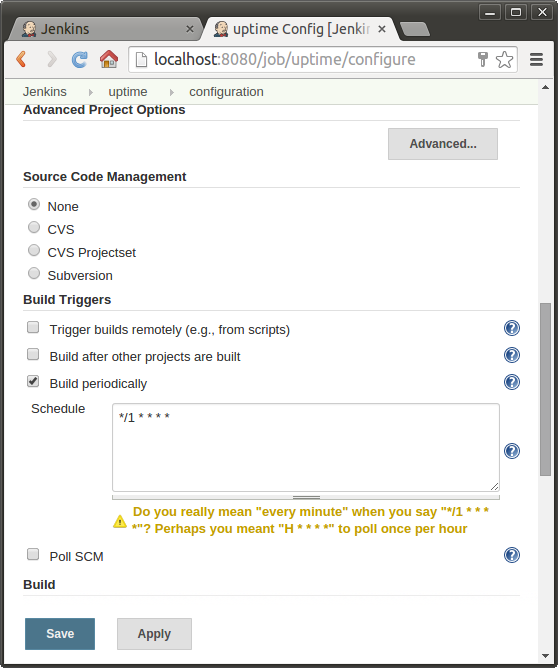 Jenkins
uptime Config [Jenkin
localhost:8080/job/uptime/configure
Jenkins uptime configuration
Advanced Project Options
Advanced...
Source Code Management
None
CVS
CVS Projectset
Subversion
Build Triggers
Trigger builds remotely (e.g., from scripts)
Build after other projects are built
Build periodically
Schedule
*/1 * * * *
Do you really mean "every minute" when you say "*/1 * * *
*"? Perhaps you meant "H * * * *" to poll once per hour
Poll SCM
Build
Save Apply